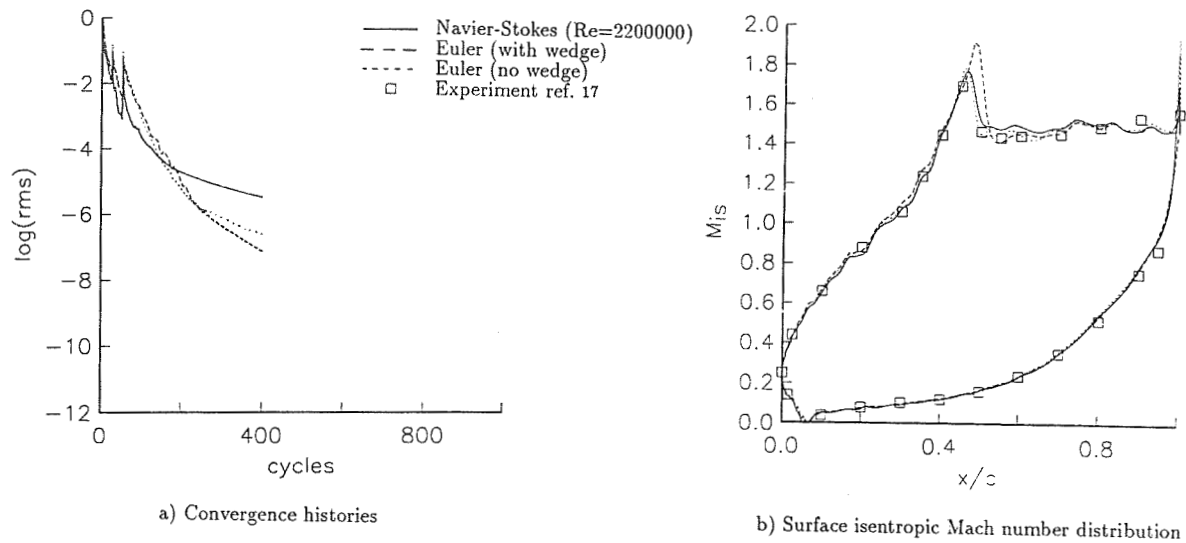 0
−2
−4
−6
−8
−10
−12
log(rms)
0
400
800
cycles
a) Convergence histories
Navier-Stokes (Re=2200000)
Euler (with wedge)
Euler (no wedge)
Experiment ref. 17
2.0
1.8
1.6
1.4
1.2
1.0
0.8
0.6
0.4
0.2
0.0
Mis
0.0
0.4
0.8
x/c
b) Surface isentropic Mach number distribution